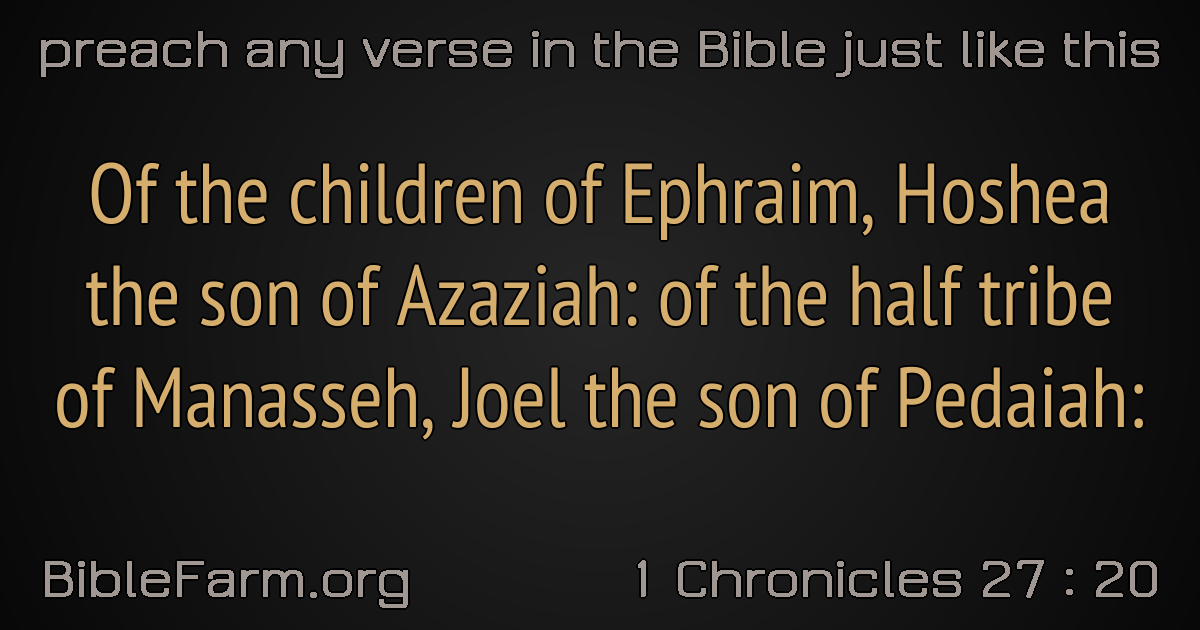 preach any verse in the Bible just like this
Of the children of Ephraim, Hoshea
the son of Azaziah: of the half tribe
of Manasseh, Joel the son of Pedaiah:
BibleFarm.org
1 Chronicles 27 : 20